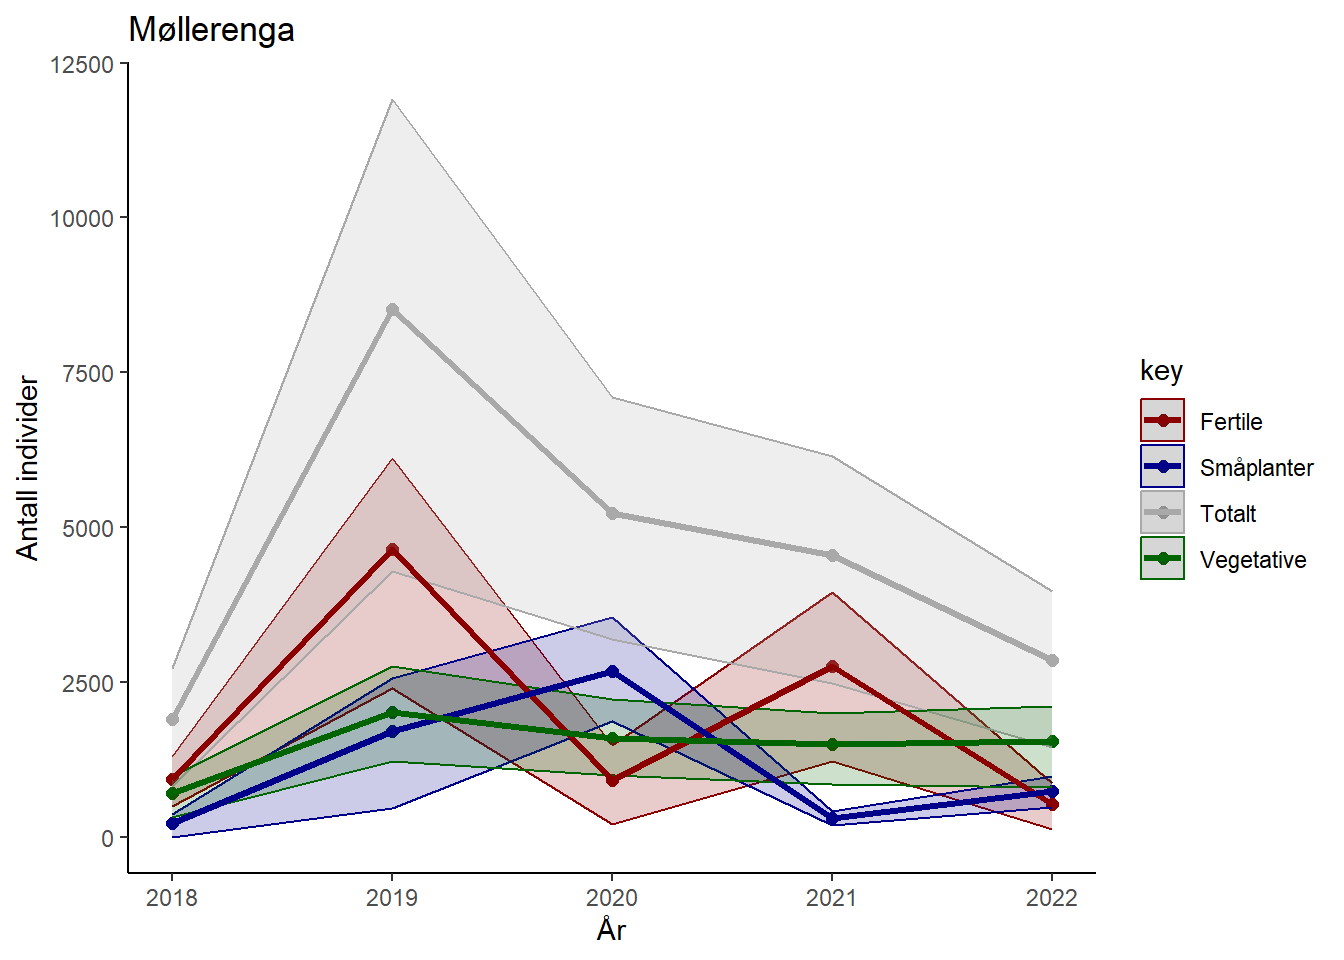 Møllerenga
12500
10000
7500
5000
2500
0
Antall individer
2018 2019 2020 2021 2022
År
key
Fertile
Småplanter
Totalt
Vegetative